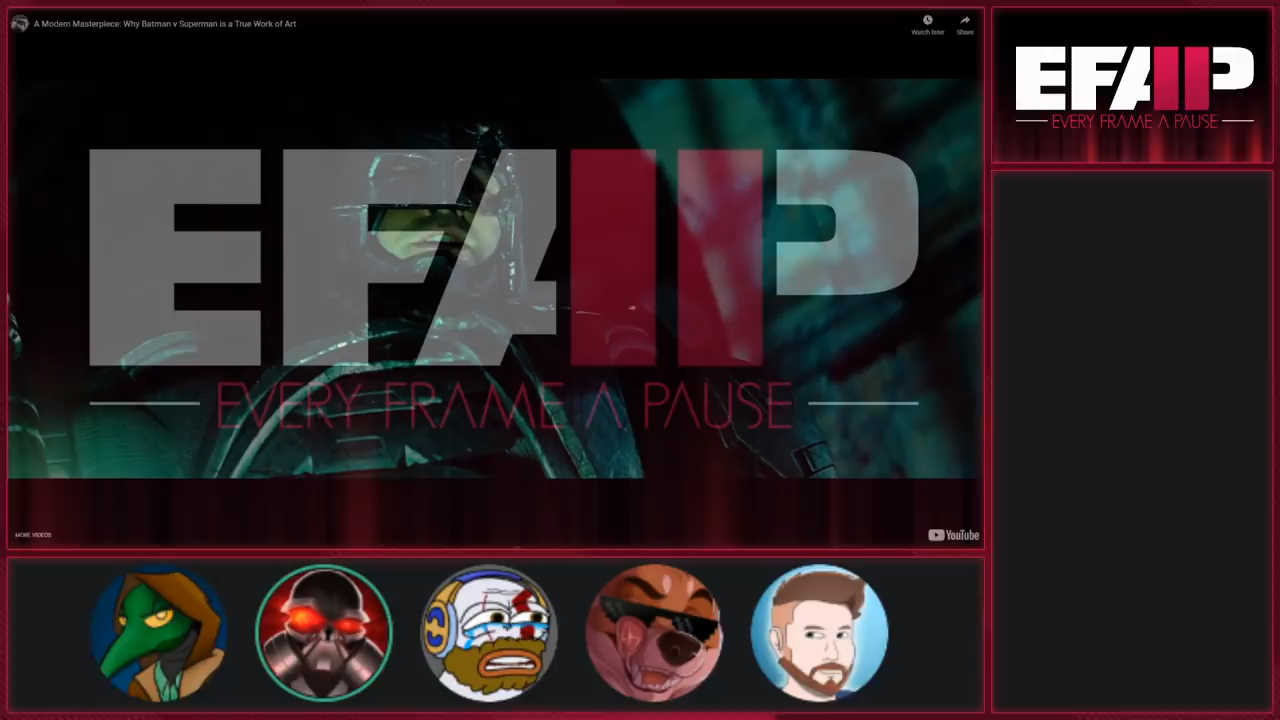 A Modern Masterpiece: Why Batman v Superman is a True Work of Art
Watch later
Share
EFAP
EVERY FRAME A PAUSE
MORE VIDEOS
YouTube
EFAP
EVERY FRAME A PAUSE